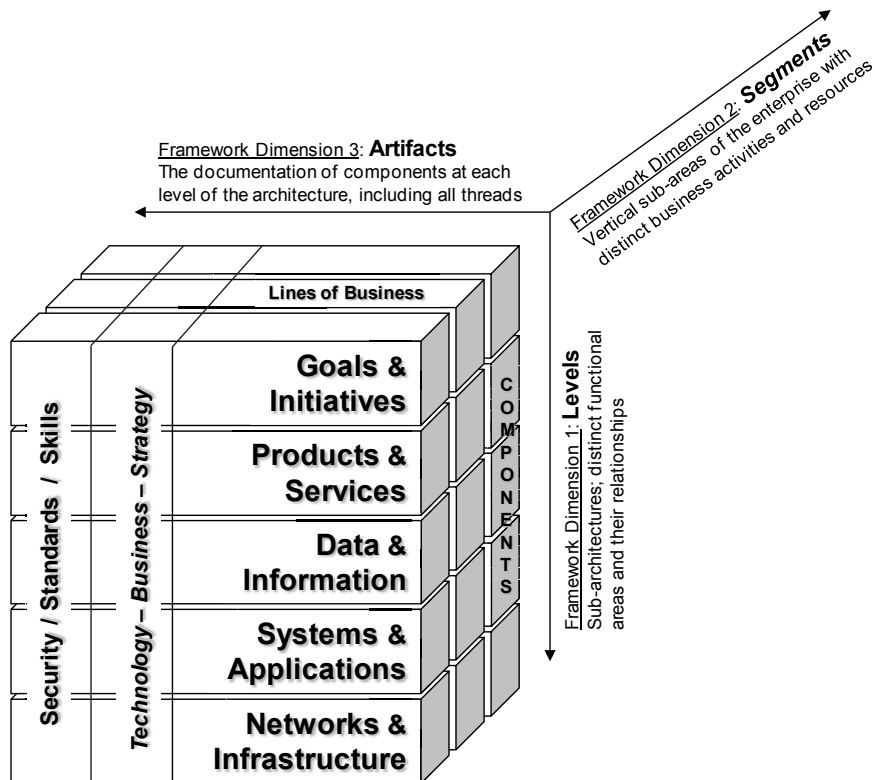 Framework Dimension 3: Artifacts
The documentation of components at each
level of the architecture, including all threads
Framework Dimension 2: Segments
Vertical sub-areas of the enterprise with
distinct business activities and resources
Lines of Business
Goals &
Initiatives
Products &
Services
Data &
Information
Systems &
Applications
Networks &
Infrastructure
Security / Standards / Skills
Technology – Business – Strategy
COMPONENTS
Framework Dimension 1: Levels
Sub-architectures; distinct functional
areas and their relationships